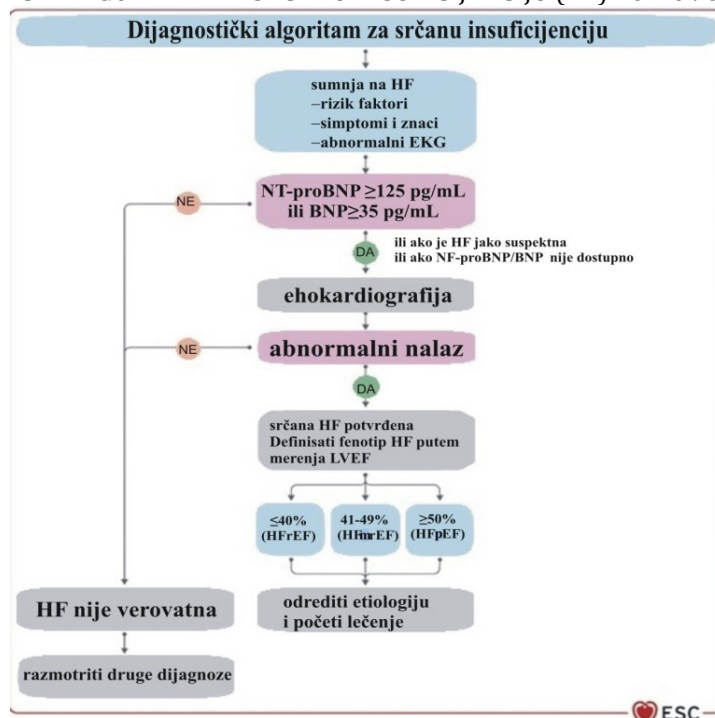 Dijagnostički algoritam za srčanu insuficijenciju
sumnja na HF
–rizik faktori
–simptomi i znaci
–abnormalni EKG
NT-proBNP ≥125 pg/mL
ili BNP≥35 pg/mL
NE
DA
ili ako je HF jako suspektna
ili ako NF-proBNP/BNP nije dostupno
ehokardiografija
abnormalni nalaz
NE
DA
srčana HF potvrđena
Definisati fenotip HF putem
merenja LVEF
≤40%
(HFrEF)
41-49%
(HFmrEF)
≥50%
(HFpEF)
HF nije verovatna
odrediti etiologiju
i početi lečenje
razmotriti druge dijagnoze
ESC